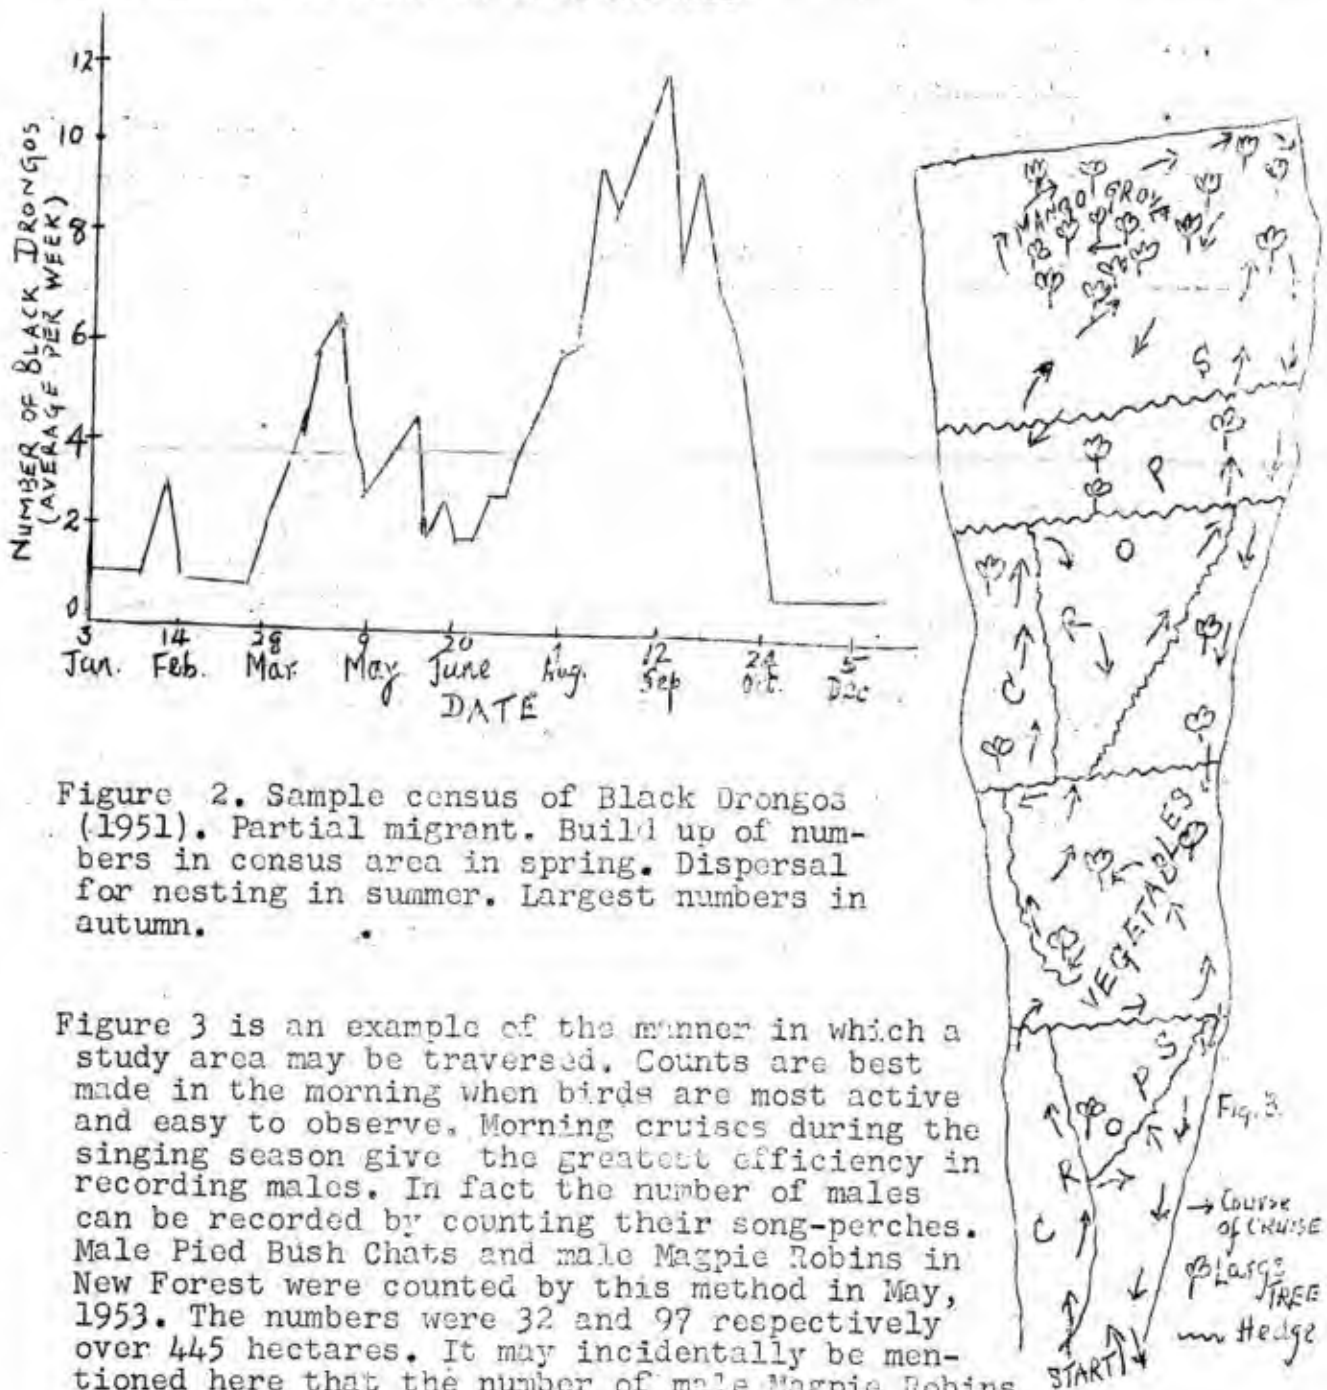 12
10
8
6
4
2
0
NUMBER OF BLACK DRONGOS
(AVERAGE PER WEEK)
3 14 28 9 20 1 12 24 5
Jan. Feb. Mar. May June Aug. Sep Oct. Dec
DATE
MANGO GROVE
S
P
O
R
C
VEGETABLES
S
P
O
R
C
START
Fig. 3.
Course
of CRUISE
Large
TREE
Hedge
Figure 2. Sample census of Black Drongos
(1951). Partial migrant. Build up of num-
bers in census area in spring. Dispersal
for nesting in summer. Largest numbers in
autumn.
Figure 3 is an example of the manner in which a
study area may be traversed. Counts are best
made in the morning when birds are most active
and easy to observe. Morning cruises during the
singing season give the greatest efficiency in
recording males. In fact the number of males
can be recorded by counting their song-perches.
Male Pied Bush Chats and male Magpie Robins in
New Forest were counted by this method in May,
1953. The numbers were 32 and 97 respectively
over 445 hectares. It may incidentally be men-
tioned here that the number of male Magpie Robins